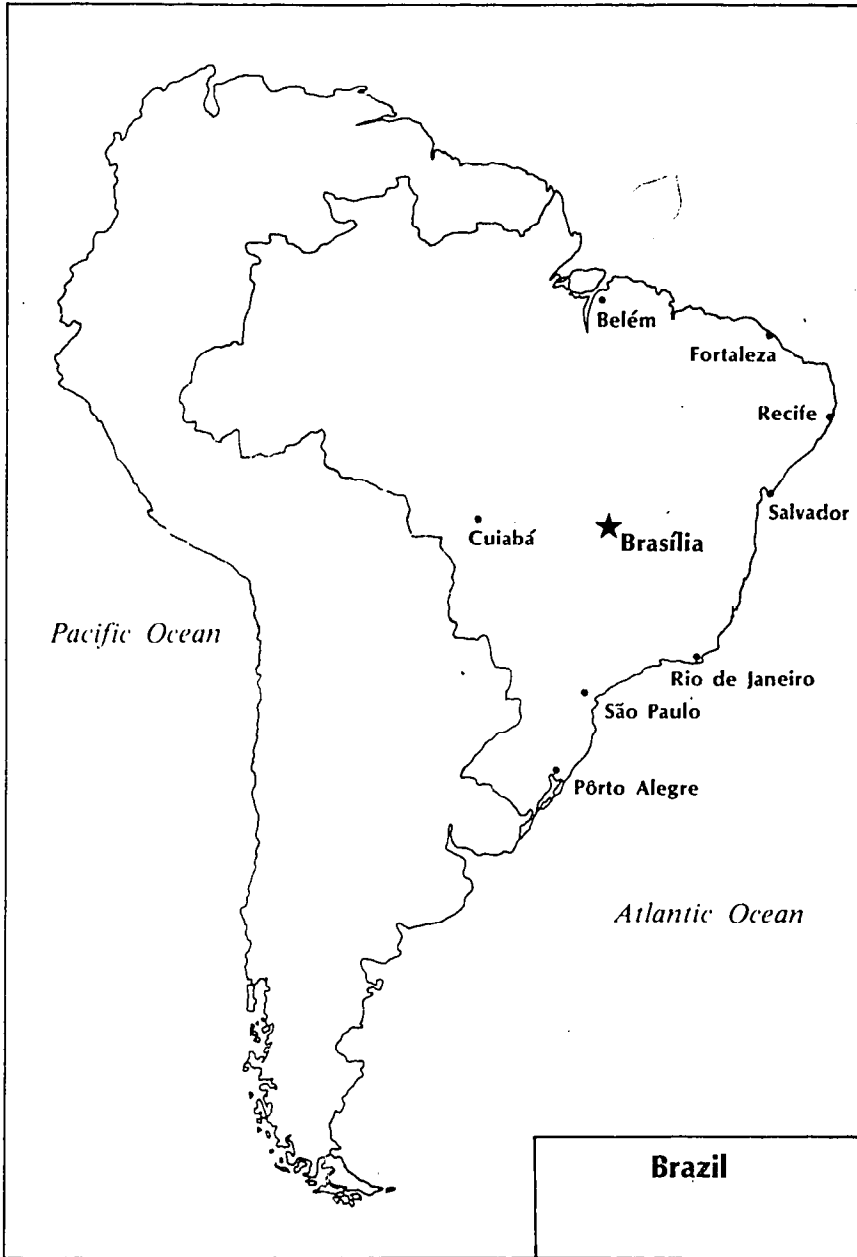 Belém
Fortaleza
Recife
Salvador
Cuiabá
Brasília
Pacific Ocean
Rio de Janeiro
São Paulo
Pôrto Alegre
Atlantic Ocean
Brazil